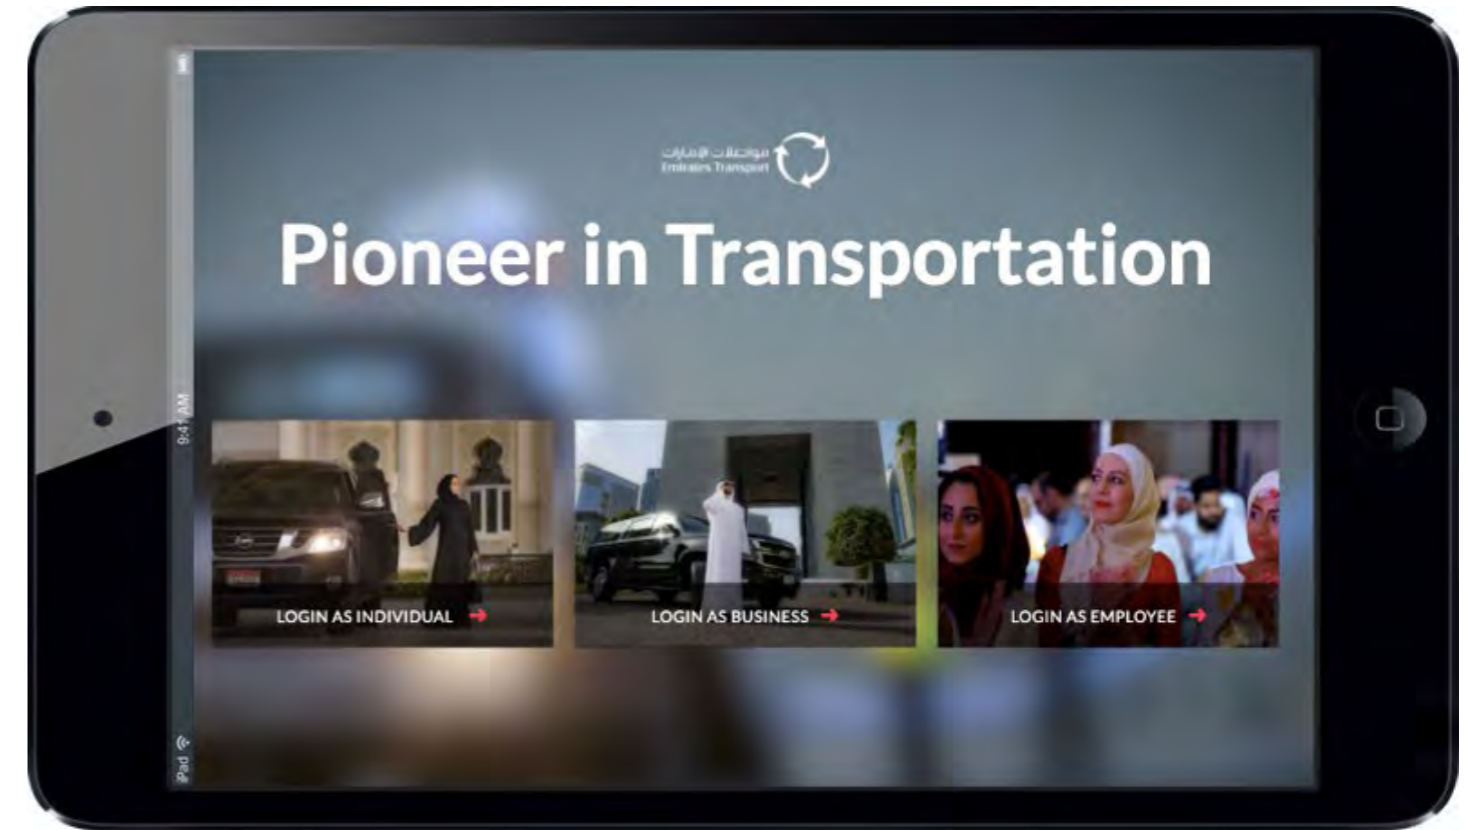 مواصلات الإمارات
Emirates Transport
Pioneer in Transportation
9:41 AM
iPad
LOGIN AS INDIVIDUAL
LOGIN AS BUSINESS
LOGIN AS EMPLOYEE